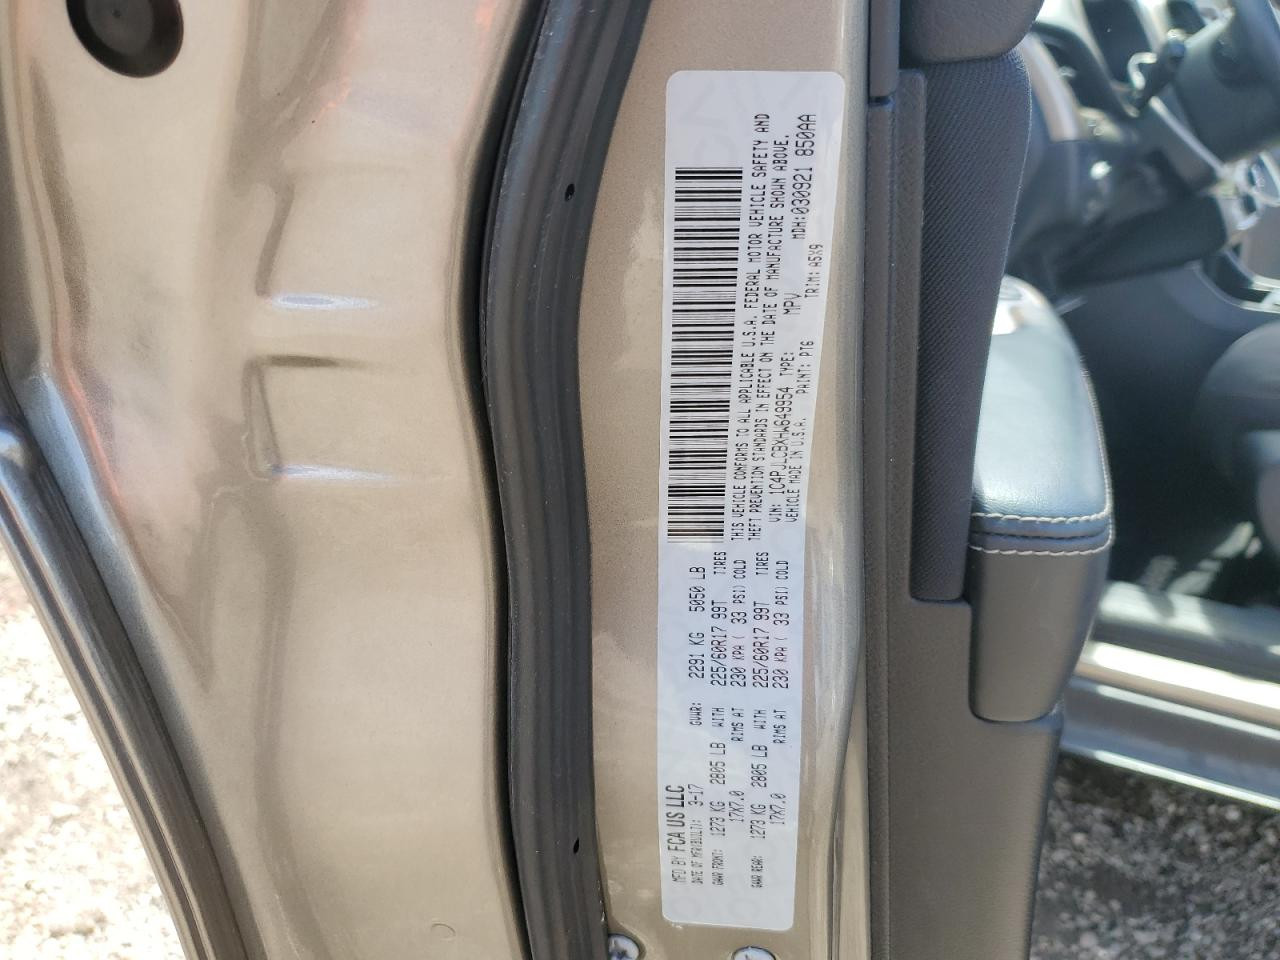 MFD BY FCA US LLC
DATE OF MFR(BUILT): 3-17 GVWR: 2291 KG 5050 LB
GAWR FRONT: 1273 KG 2805 LB WITH 225/60R17 99T TIRES
17X7.0 RIMS AT 230 KPA ( 33 PSI) COLD
GAWR REAR: 1273 KG 2805 LB WITH 225/60R17 99T TIRES
17X7.0 RIMS AT 230 KPA ( 33 PSI) COLD
THIS VEHICLE CONFORMS TO ALL APPLICABLE U.S.A. FEDERAL MOTOR VEHICLE SAFETY AND
THEFT PREVENTION STANDARDS IN EFFECT ON THE DATE OF MANUFACTURE SHOWN ABOVE.
VIN: 1C4PJLCBXHW649954 TYPE: MPV MDH:030921 850AA
VEHICLE MADE IN U.S.A. PAINT: PTG TRIM: A5X9